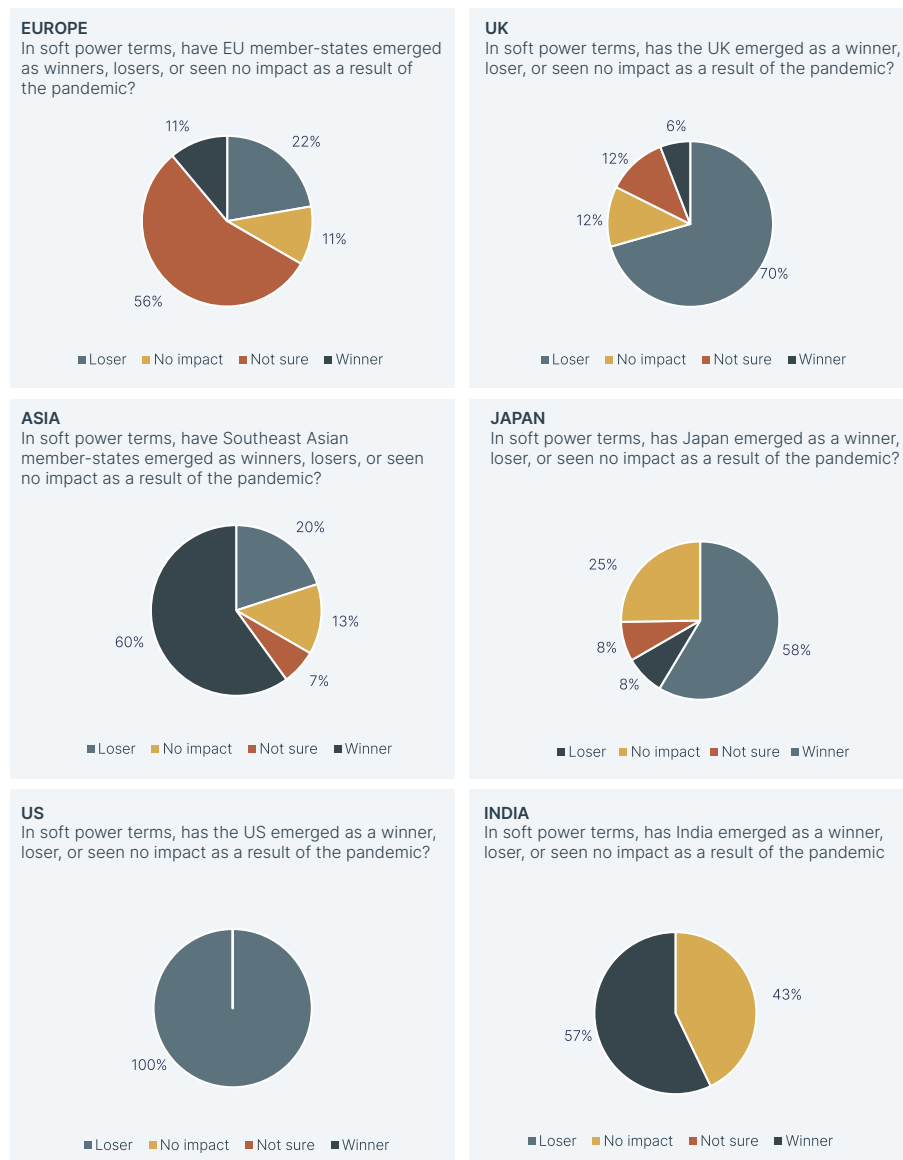 EUROPE
In soft power terms, have EU member-states emerged
as winners, losers, or seen no impact as a result of
the pandemic?
11%
22%
11%
56%
Loser No impact Not sure Winner
UK
In soft power terms, has the UK emerged as a winner,
loser, or seen no impact as a result of the pandemic?
6%
12%
12%
70%
Loser No impact Not sure Winner
ASIA
In soft power terms, have Southeast Asian
member-states emerged as winners, losers, or seen
no impact as a result of the pandemic?
20%
13%
60%
7%
Loser No impact Not sure Winner
JAPAN
In soft power terms, has Japan emerged as a winner,
loser, or seen no impact as a result of the pandemic?
25%
8%
58%
8%
Loser No impact Not sure Winner
US
In soft power terms, has the US emerged as a winner,
loser, or seen no impact as a result of the pandemic?
100%
Loser No impact Not sure Winner
INDIA
In soft power terms, has India emerged as a winner,
loser, or seen no impact as a result of the pandemic
43%
57%
Loser No impact Not sure Winner